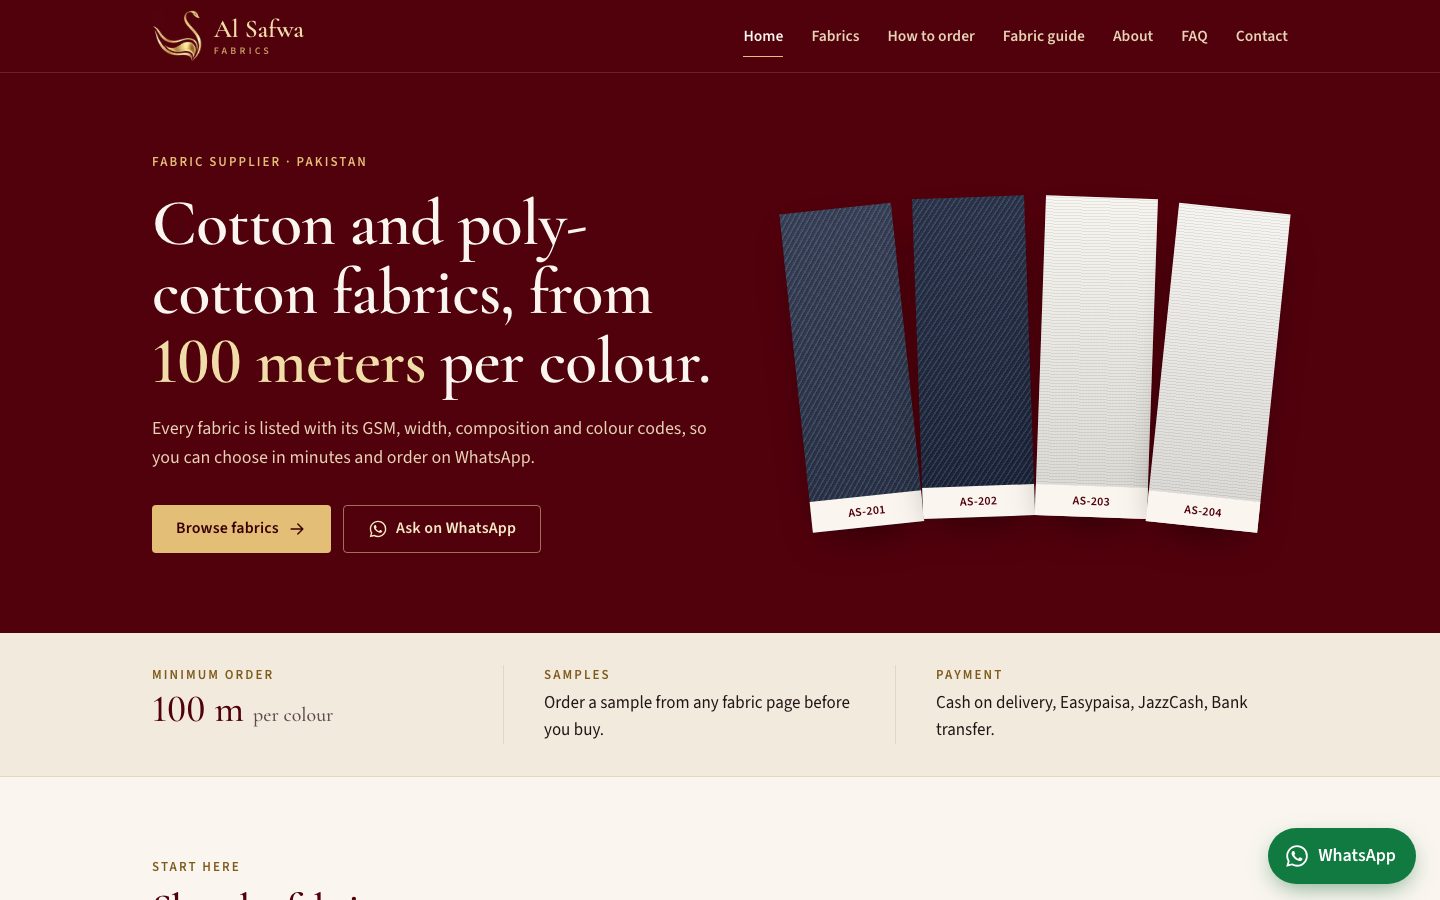 Al Safwa
FABRICS
Home
Fabrics
How to order
Fabric guide
About
FAQ
Contact
FABRIC SUPPLIER · PAKISTAN
Cotton and poly-
cotton fabrics, from
100 meters per colour.
Every fabric is listed with its GSM, width, composition and colour codes, so
you can choose in minutes and order on WhatsApp.
Browse fabrics →
Ask on WhatsApp
AS-201
AS-202
AS-203
AS-204
MINIMUM ORDER
100 m per colour
SAMPLES
Order a sample from any fabric page before
you buy.
PAYMENT
Cash on delivery, Easypaisa, JazzCash, Bank
transfer.
START HERE
WhatsApp